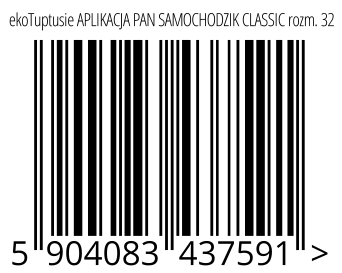 ekoTuptusie APLIKACJA PAN SAMOCHODZIK CLASSIC rozm. 32
5 904083 437591 >